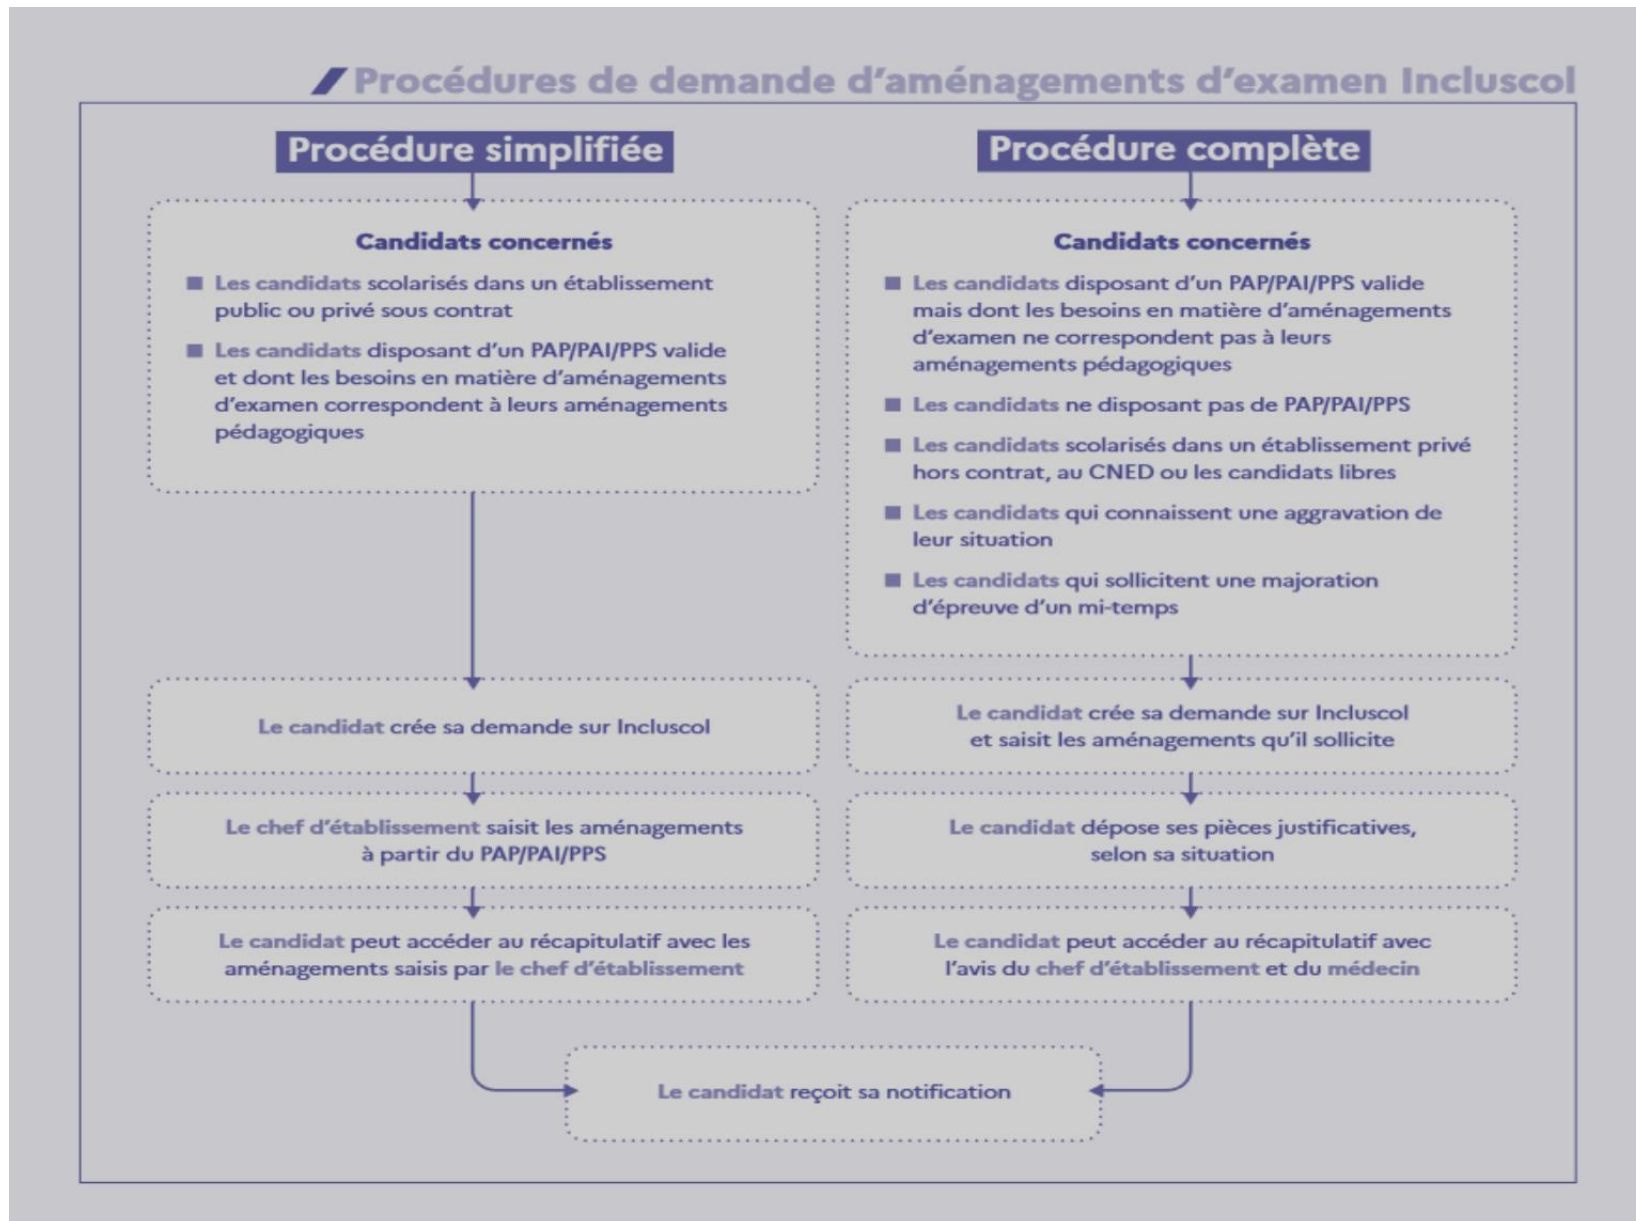 Procédures de demande d'aménagements d'examen Incluscol
Procédure simplifiée
Candidats concernés
Les candidats scolarisés dans un établissement
public ou privé sous contrat
Les candidats disposant d'un PAP/PAI/PPS valide
et dont les besoins en matière d'aménagements
d'examen correspondent à leurs aménagements
pédagogiques
Le candidat crée sa demande sur Incluscol
Le chef d'établissement saisit les aménagements
à partir du PAP/PAI/PPS
Le candidat peut accéder au récapitulatif avec les
aménagements saisis par le chef d'établissement
Procédure complète
Candidats concernés
Les candidats disposant d'un PAP/PAI/PPS valide
mais dont les besoins en matière d'aménagements
d'examen ne correspondent pas à leurs
aménagements pédagogiques
Les candidats ne disposant pas de PAP/PAI/PPS
Les candidats scolarisés dans un établissement privé
hors contrat, au CNED ou les candidats libres
Les candidats qui connaissent une aggravation de
leur situation
Les candidats qui sollicitent une majoration
d'épreuve d'un mi-temps
Le candidat crée sa demande sur Incluscol
et saisit les aménagements qu'il sollicite
Le candidat dépose ses pièces justificatives,
selon sa situation
Le candidat peut accéder au récapitulatif avec
l'avis du chef d'établissement et du médecin
Le candidat reçoit sa notification